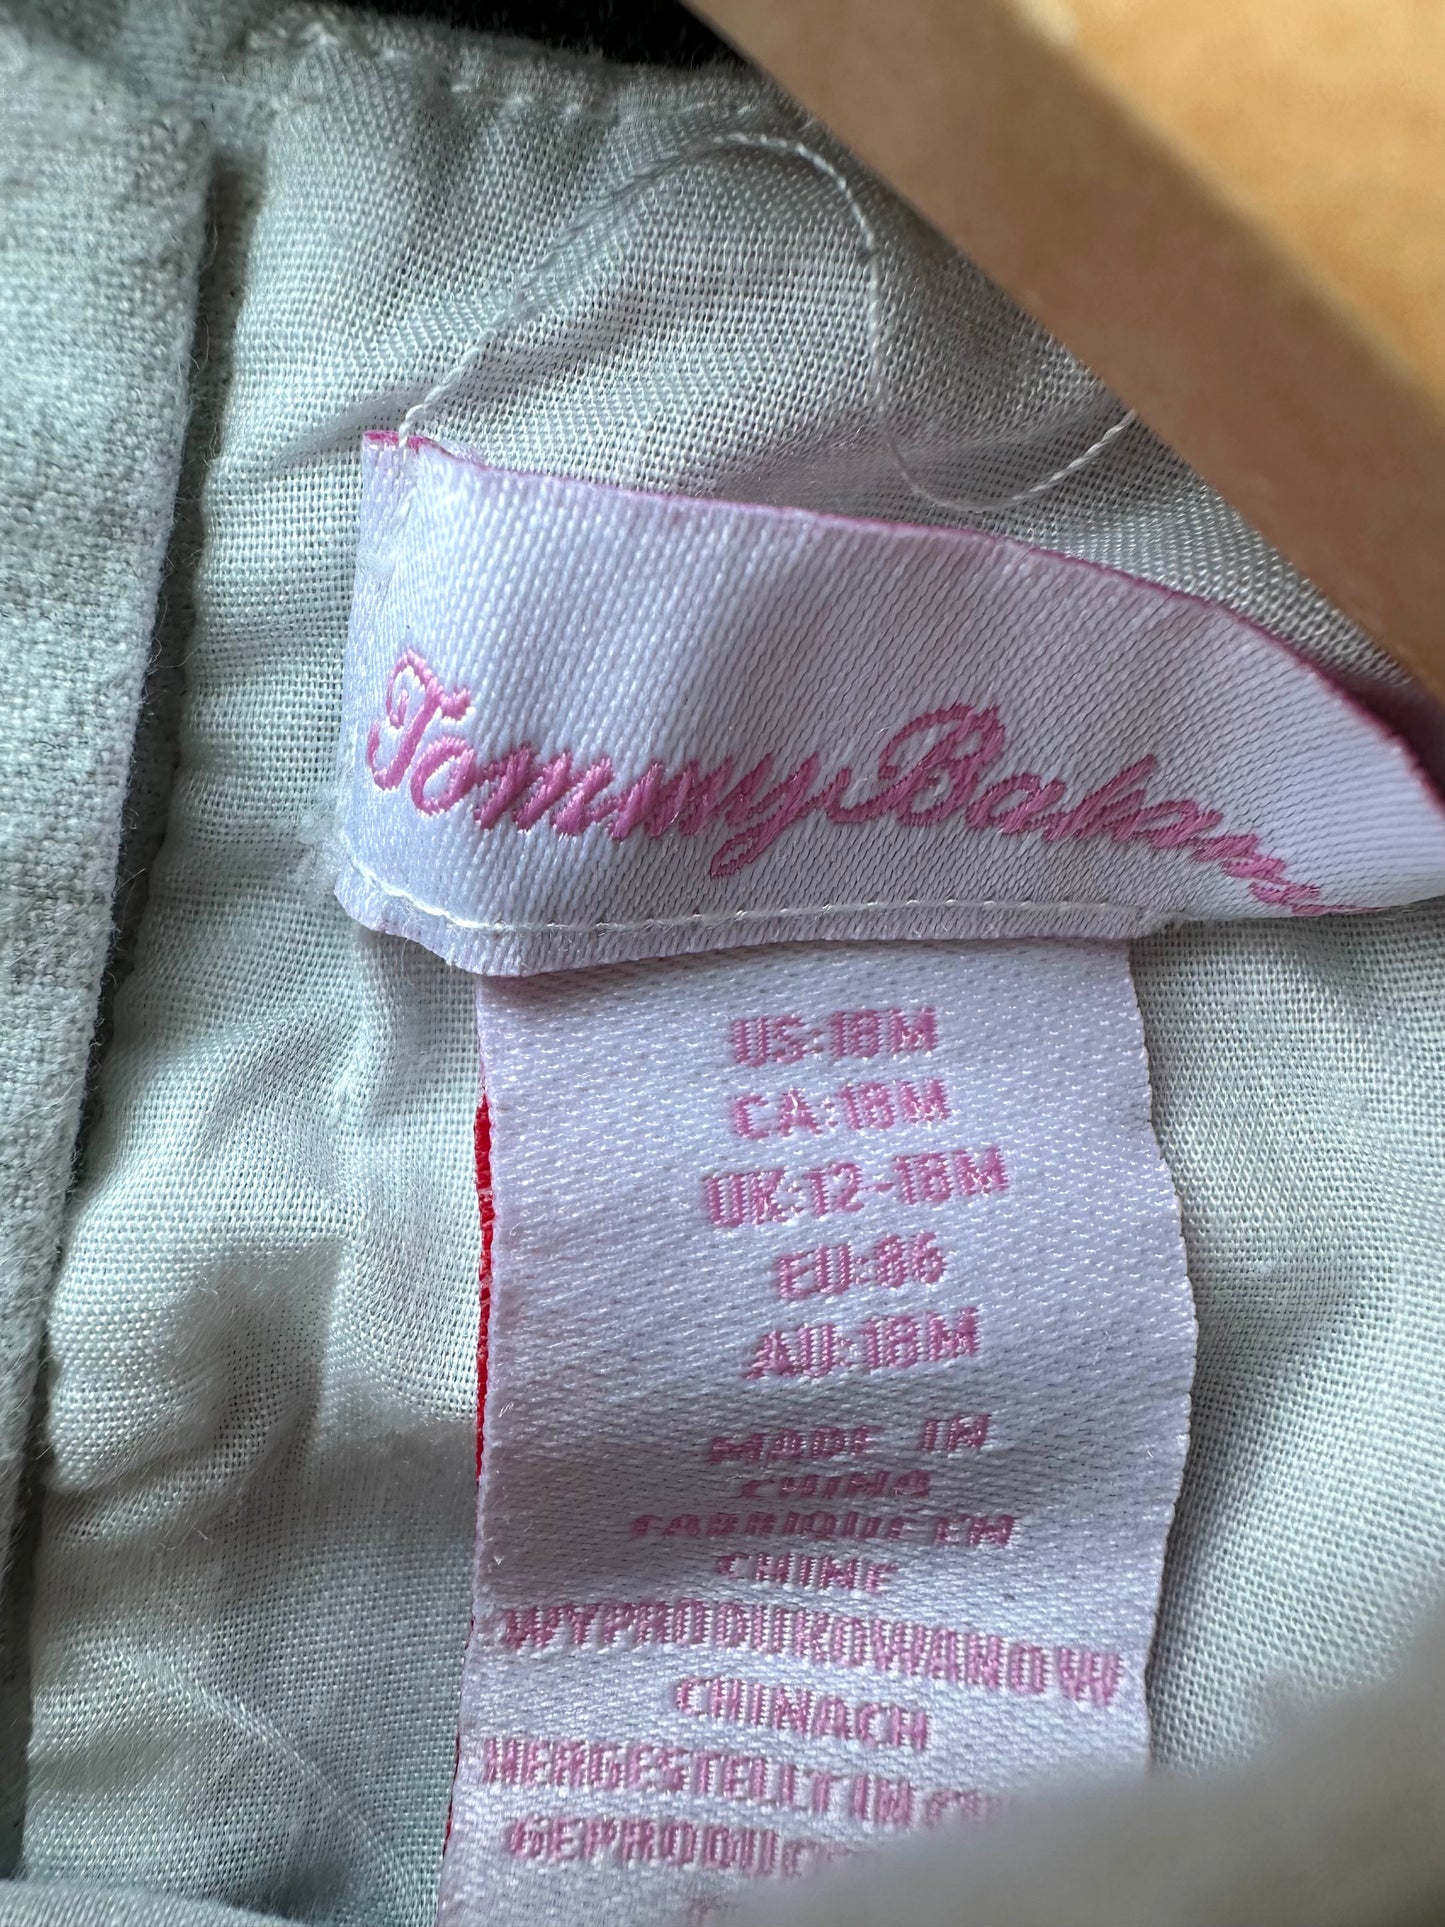 Tommy Baham
US:18M
CA:18M
UK:12-18M
EU:86
AU:18M
MADE IN
CHINA
FABRIQUE EN
CHINE
WYPRODUKOWANO W
CHINACH
HERGESTELLT IN